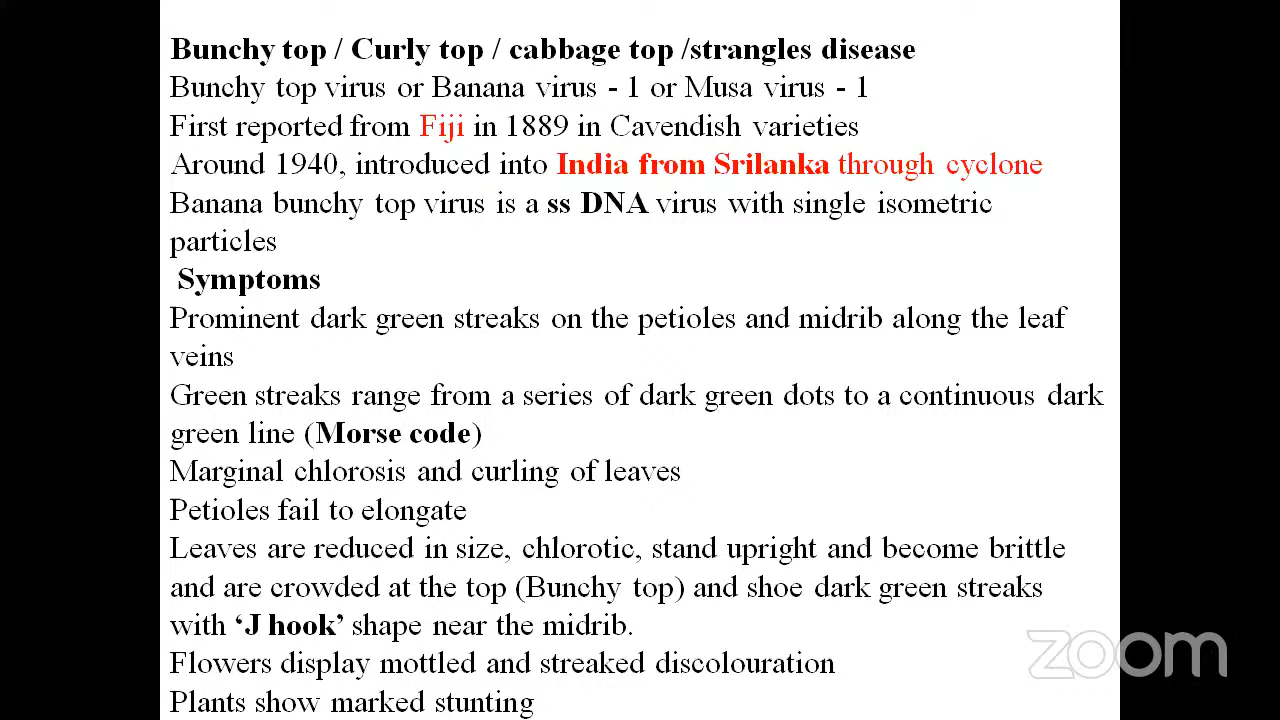 Bunchy top / Curly top / cabbage top /strangles disease
Bunchy top virus or Banana virus - 1 or Musa virus - 1
First reported from Fiji in 1889 in Cavendish varieties
Around 1940, introduced into India from Srilanka through cyclone
Banana bunchy top virus is a ss DNA virus with single isometric
particles
Symptoms
Prominent dark green streaks on the petioles and midrib along the leaf
veins
Green streaks range from a series of dark green dots to a continuous dark
green line (Morse code)
Marginal chlorosis and curling of leaves
Petioles fail to elongate
Leaves are reduced in size, chlorotic, stand upright and become brittle
and are crowded at the top (Bunchy top) and shoe dark green streaks
with ‘J hook’ shape near the midrib.
Flowers display mottled and streaked discolouration
Plants show marked stunting
zoom